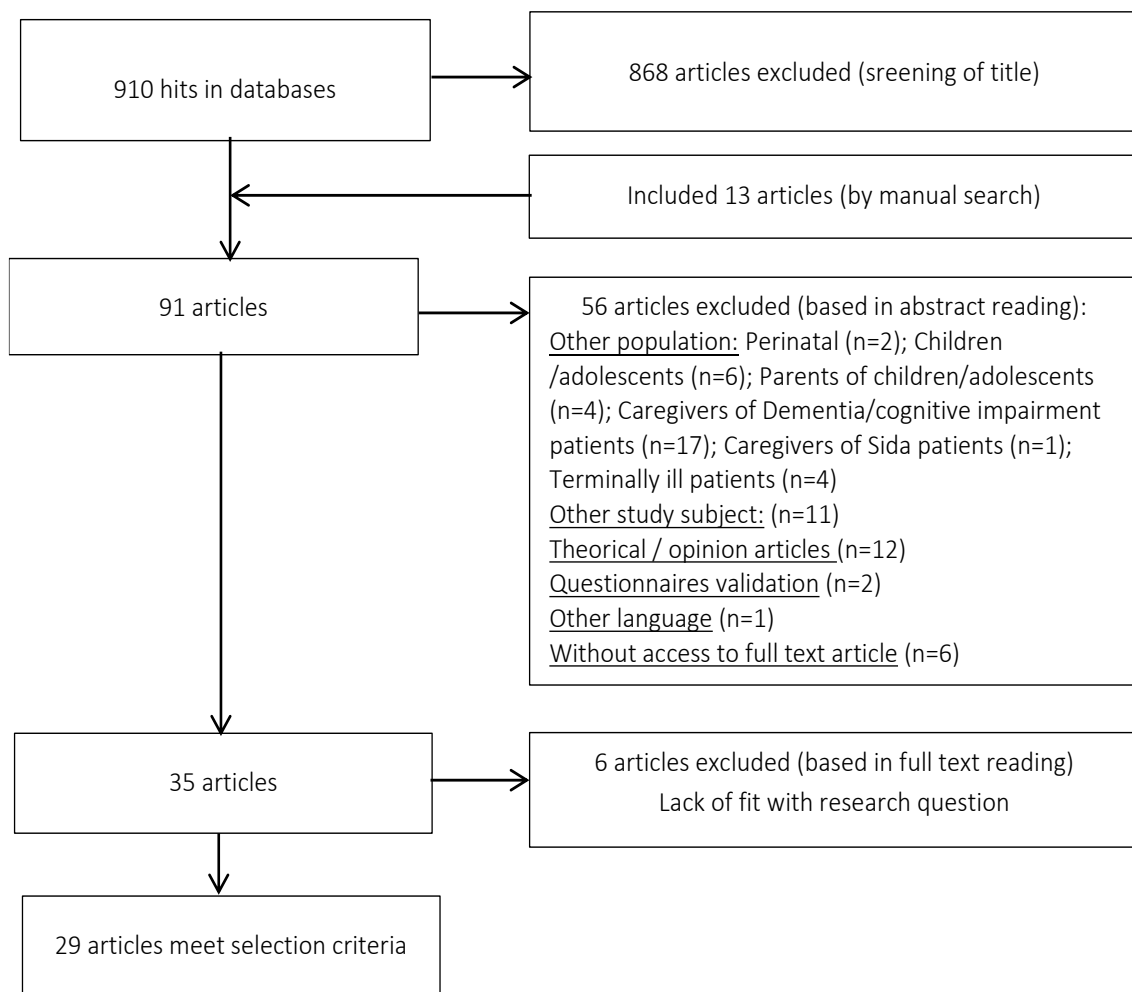 910 hits in databases
868 articles excluded (sreening of title)
Included 13 articles (by manual search)
91 articles
56 articles excluded (based in abstract reading):
Other population: Perinatal (n=2); Children
/adolescents (n=6); Parents of children/adolescents
(n=4); Caregivers of Dementia/cognitive impairment
patients (n=17); Caregivers of Sida patients (n=1);
Terminally ill patients (n=4)
Other study subject: (n=11)
Theorical / opinion articles (n=12)
Questionnaires validation (n=2)
Other language (n=1)
Without access to full text article (n=6)
35 articles
6 articles excluded (based in full text reading)
Lack of fit with research question
29 articles meet selection criteria